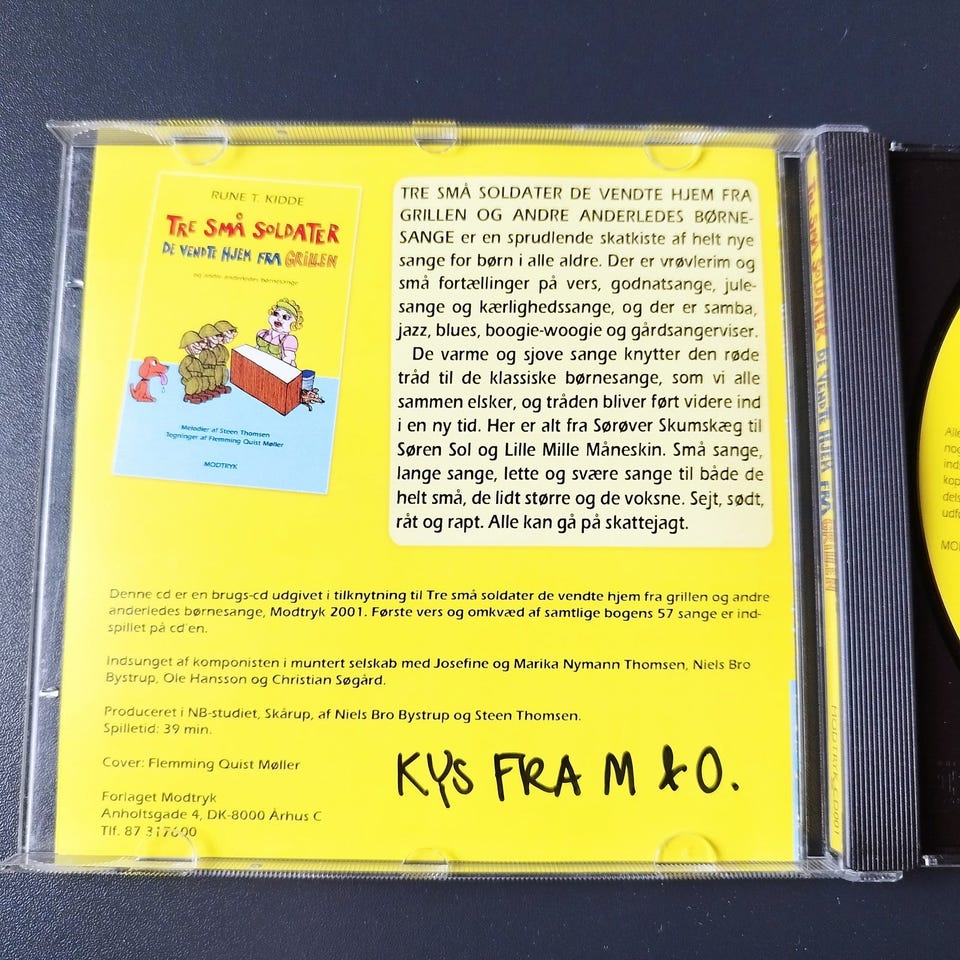 RUNE T. KIDDE
TRE SMÅ SOLDATER
DE VENDTE HJEM FRA GRILLEN
og andre anderledes børnesange
Melodier af Steen Thomsen
Tegninger af Flemming Quist Møller
MODTRYK
TRE SMÅ SOLDATER DE VENDTE HJEM FRA
GRILLEN OG ANDRE ANDERLEDES BØRNE-
SANGE er en sprudlende skatkiste af helt nye
sange for børn i alle aldre. Der er vrøvlerim og
små fortællinger på vers, godnatsange, jule-
sange og kærlighedssange, og der er samba,
jazz, blues, boogie-woogie og gårdsangerviser.
De varme og sjove sange knytter den røde
tråd til de klassiske børnesange, som vi alle
sammen elsker, og tråden bliver ført videre ind
i en ny tid. Her er alt fra Sørøver Skumskæg til
Søren Sol og Lille Mille Måneskin. Små sange,
lange sange, lette og svære sange til både de
helt små, de lidt større og de voksne. Sejt, sødt,
råt og rapt. Alle kan gå på skattejagt.
Denne cd er en brugs-cd udgivet i tilknytning til Tre små soldater de vendte hjem fra grillen og andre
anderledes børnesange, Modtryk 2001. Første vers og omkvæd af samtlige bogens 57 sange er ind-
spillet på cd'en.
Indsunget af komponisten i muntert selskab med Josefine og Marika Nymann Thomsen, Niels Bro
Bystrup, Ole Hansson og Christian Søgård.
Produceret i NB-studiet, Skårup, af Niels Bro Bystrup og Steen Thomsen.
Spilletid: 39 min.
Cover: Flemming Quist Møller
Forlaget Modtryk
Anholtsgade 4, DK-8000 Århus C
Tlf. 87 317600
KYS FRA M & O.
TRE SMÅ SOLDATER DE VENDTE HJEM FRA GRILLEN
MODTRYK CD001